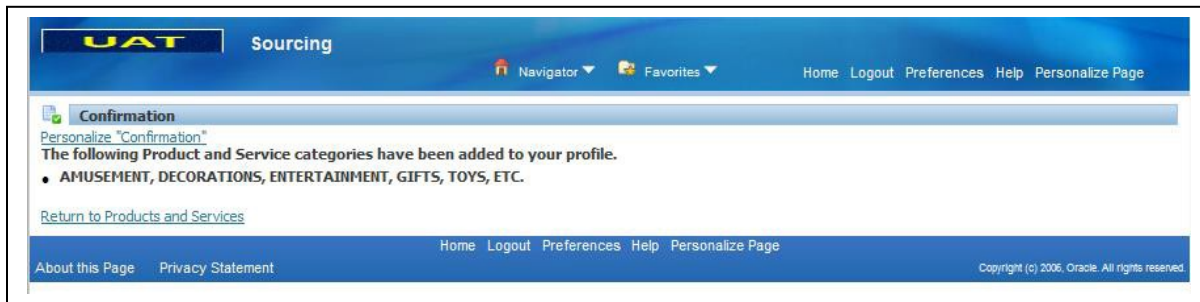 UAT Sourcing
Navigator Favorites Home Logout Preferences Help Personalize Page
Confirmation
Personalize "Confirmation"
The following Product and Service categories have been added to your profile.
• AMUSEMENT, DECORATIONS, ENTERTAINMENT, GIFTS, TOYS, ETC.
Return to Products and Services
Home Logout Preferences Help Personalize Page
About this Page Privacy Statement Copyright (c) 2006, Oracle. All rights reserved.